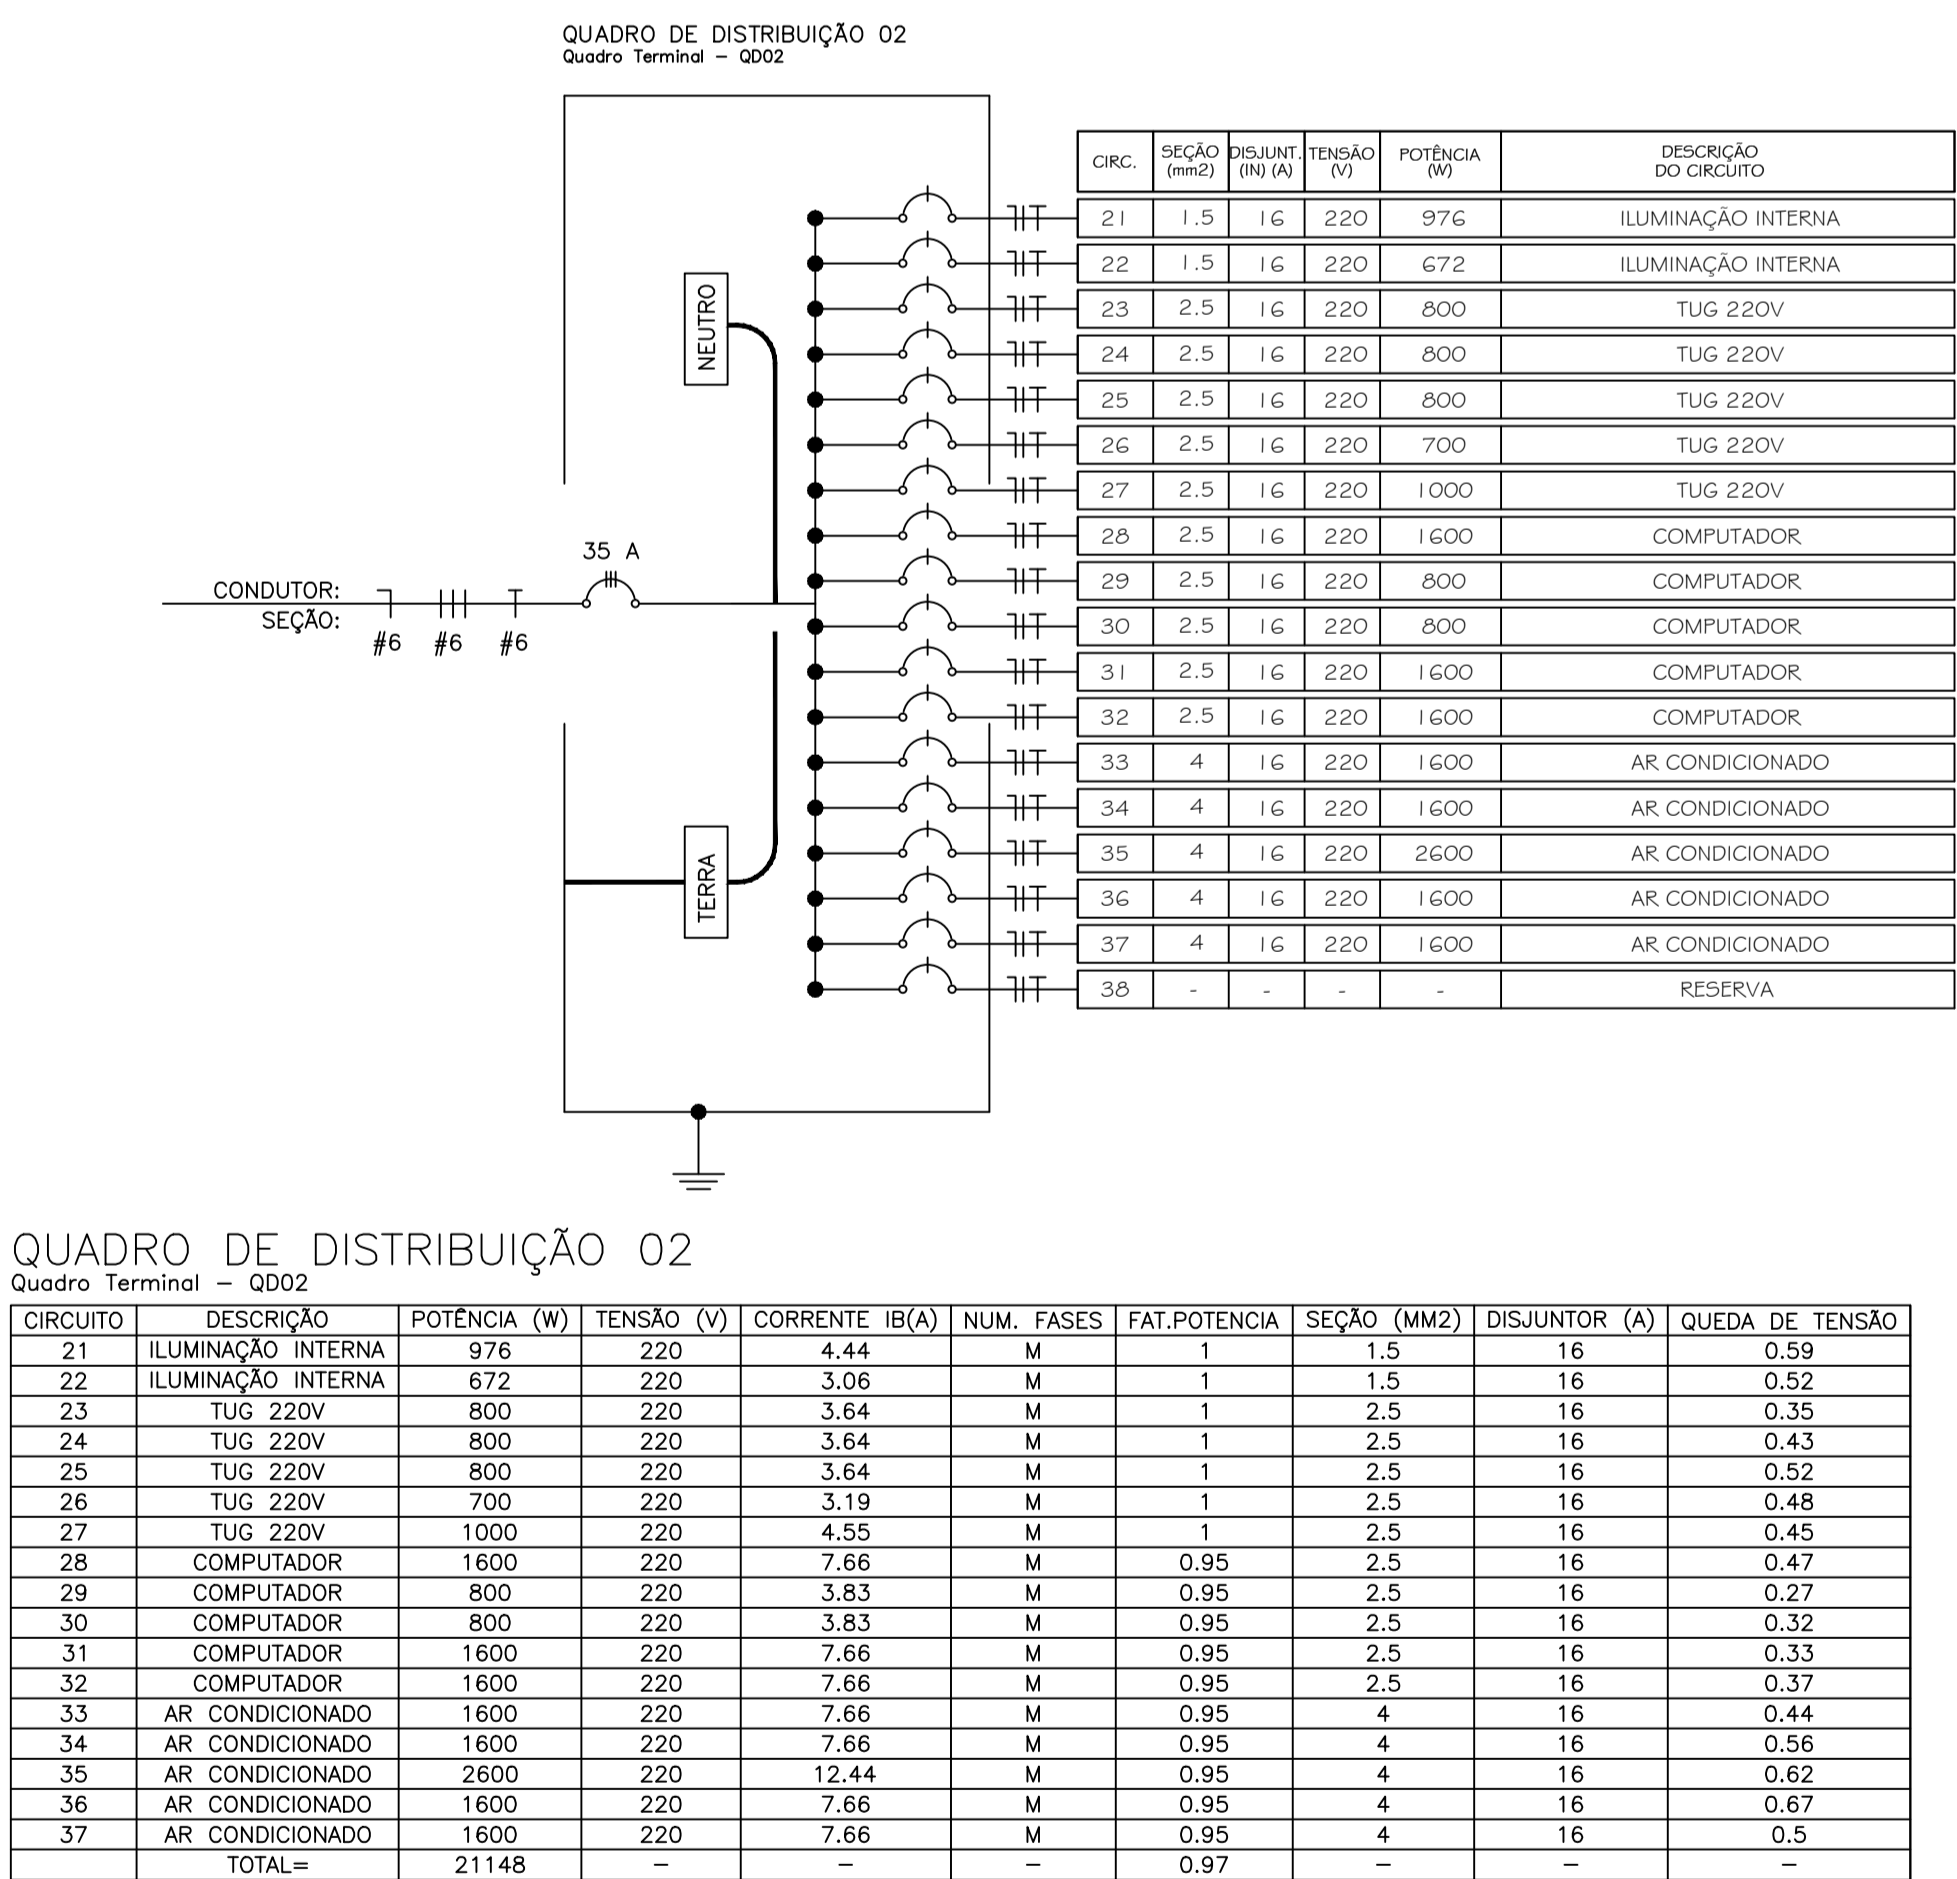 QUADRO DE DISTRIBUIÇÃO 02
Quadro Terminal – QD02
CIRC. SEÇÃO (mm2) DISJUNT. (IN) (A) TENSÃO (V) POTÊNCIA (W) DESCRIÇÃO DO CIRCUITO
21 1.5 16 220 976 ILUMINAÇÃO INTERNA
22 1.5 16 220 672 ILUMINAÇÃO INTERNA
23 2.5 16 220 800 TUG 220V
24 2.5 16 220 800 TUG 220V
25 2.5 16 220 800 TUG 220V
26 2.5 16 220 700 TUG 220V
27 2.5 16 220 1000 TUG 220V
28 2.5 16 220 1600 COMPUTADOR
29 2.5 16 220 800 COMPUTADOR
30 2.5 16 220 800 COMPUTADOR
31 2.5 16 220 1600 COMPUTADOR
32 2.5 16 220 1600 COMPUTADOR
33 4 16 220 1600 AR CONDICIONADO
34 4 16 220 1600 AR CONDICIONADO
35 4 16 220 2600 AR CONDICIONADO
36 4 16 220 1600 AR CONDICIONADO
37 4 16 220 1600 AR CONDICIONADO
38 - - - - RESERVA
NEUTRO
35 A
CONDUTOR:
SEÇÃO:
#6 #6 #6
TERRA
QUADRO DE DISTRIBUIÇÃO 02
Quadro Terminal – QD02
CIRCUITO DESCRIÇÃO POTÊNCIA (W) TENSÃO (V) CORRENTE IB(A) NUM. FASES FAT.POTENCIA SEÇÃO (MM2) DISJUNTOR (A) QUEDA DE TENSÃO
21 ILUMINAÇÃO INTERNA 976 220 4.44 M 1 1.5 16 0.59
22 ILUMINAÇÃO INTERNA 672 220 3.06 M 1 1.5 16 0.52
23 TUG 220V 800 220 3.64 M 1 2.5 16 0.35
24 TUG 220V 800 220 3.64 M 1 2.5 16 0.43
25 TUG 220V 800 220 3.64 M 1 2.5 16 0.52
26 TUG 220V 700 220 3.19 M 1 2.5 16 0.48
27 TUG 220V 1000 220 4.55 M 1 2.5 16 0.45
28 COMPUTADOR 1600 220 7.66 M 0.95 2.5 16 0.47
29 COMPUTADOR 800 220 3.83 M 0.95 2.5 16 0.27
30 COMPUTADOR 800 220 3.83 M 0.95 2.5 16 0.32
31 COMPUTADOR 1600 220 7.66 M 0.95 2.5 16 0.33
32 COMPUTADOR 1600 220 7.66 M 0.95 2.5 16 0.37
33 AR CONDICIONADO 1600 220 7.66 M 0.95 4 16 0.44
34 AR CONDICIONADO 1600 220 7.66 M 0.95 4 16 0.56
35 AR CONDICIONADO 2600 220 12.44 M 0.95 4 16 0.62
36 AR CONDICIONADO 1600 220 7.66 M 0.95 4 16 0.67
37 AR CONDICIONADO 1600 220 7.66 M 0.95 4 16 0.5
TOTAL= 21148 – – – 0.97 – – –